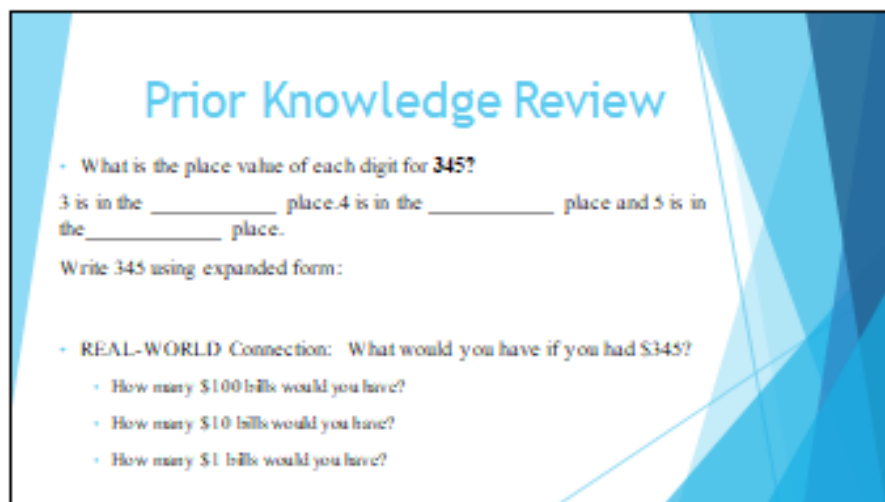 Prior Knowledge Review
• What is the place value of each digit for 345?
3 is in the ____________ place.4 is in the ____________ place and 5 is in
the_____________ place.
Write 345 using expanded form:
• REAL-WORLD Connection: What would you have if you had $345?
• How many $100 bills would you have?
• How many $10 bills would you have?
• How many $1 bills would you have?